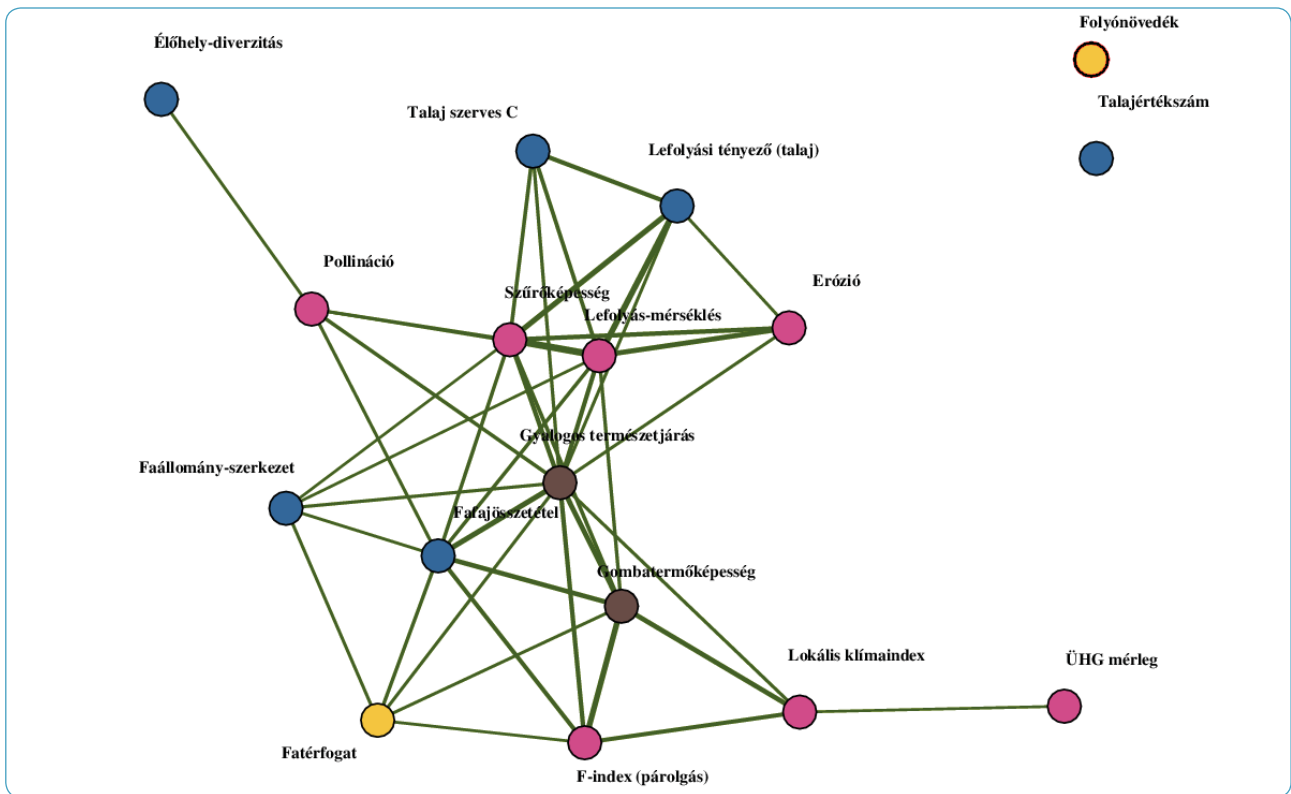 Folyónövedék
Élőhely-diverzitás
Talajértékszám
Talaj szerves C
Lefolyási tényező (talaj)
Pollináció
Erózió
Szűrőképesség
Lefolyás-mérséklés
Gyalogos természetjárás
Faállomány-szerkezet
Fafajösszetétel
Gombatermőképesség
Lokális klímaindex
ÜHG mérleg
Fatérfogat
F-index (párolgás)